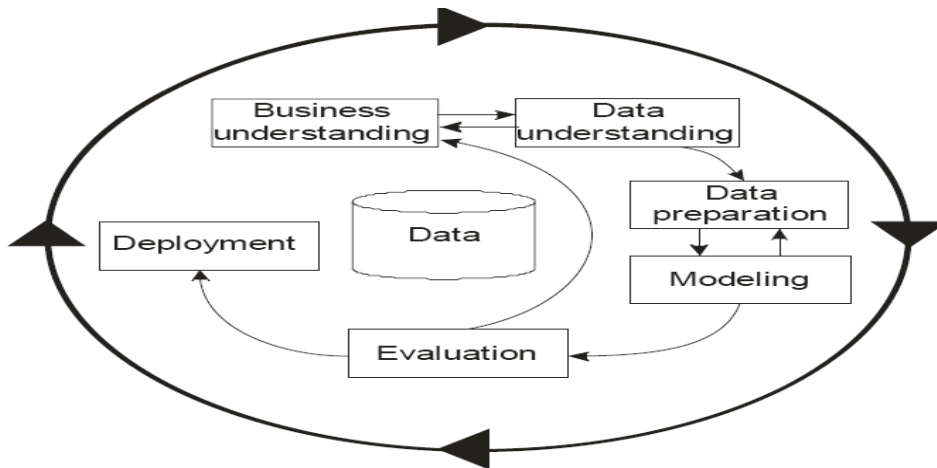 Business
understanding
Data
understanding
Data
preparation
Data
Deployment
Modeling
Evaluation